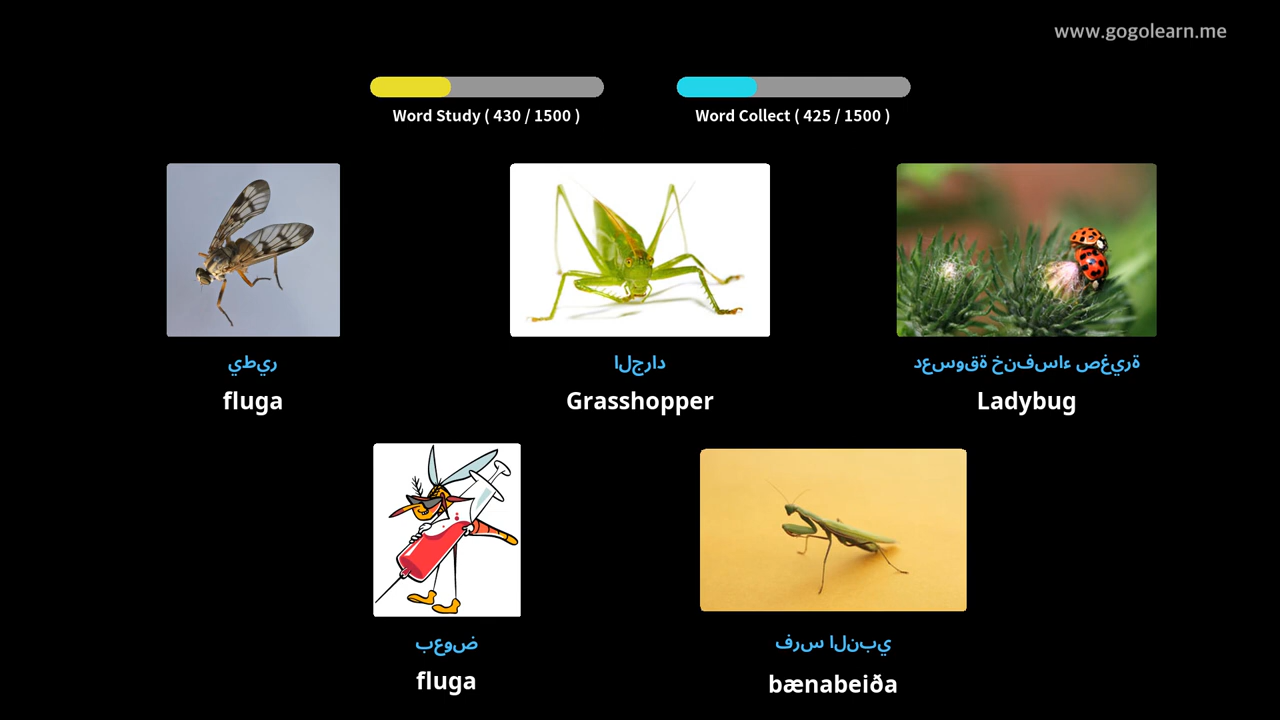 www.gogolearn.me
Word Study ( 430 / 1500 )
Word Collect ( 425 / 1500 )
يطير
fluga
الجراد
Grasshopper
دعسوقة خنفساء صغيرة
Ladybug
بعوض
fluga
فرس النبي
bænabeiða